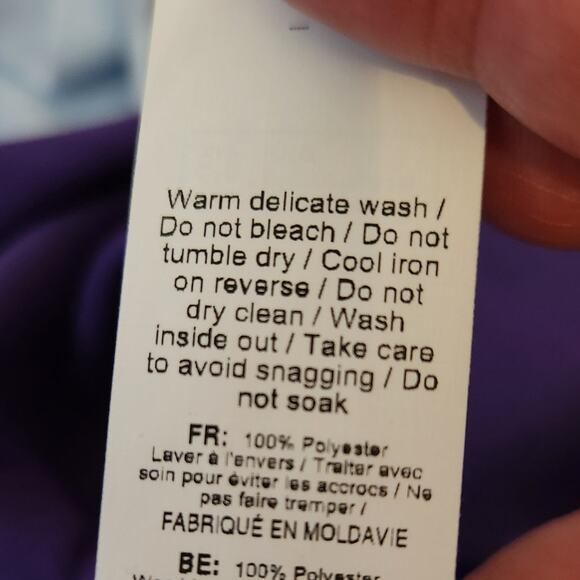 Warm delicate wash /
Do not bleach / Do not
tumble dry / Cool iron
on reverse / Do not
dry clean / Wash
inside out / Take care
to avoid snagging / Do
not soak
FR: 100% Polyester
Laver à l'envers / Traiter avec
soin pour éviter les accrocs / Ne
pas faire tremper /
FABRIQUÉ EN MOLDAVIE
BE: 100% Polyester